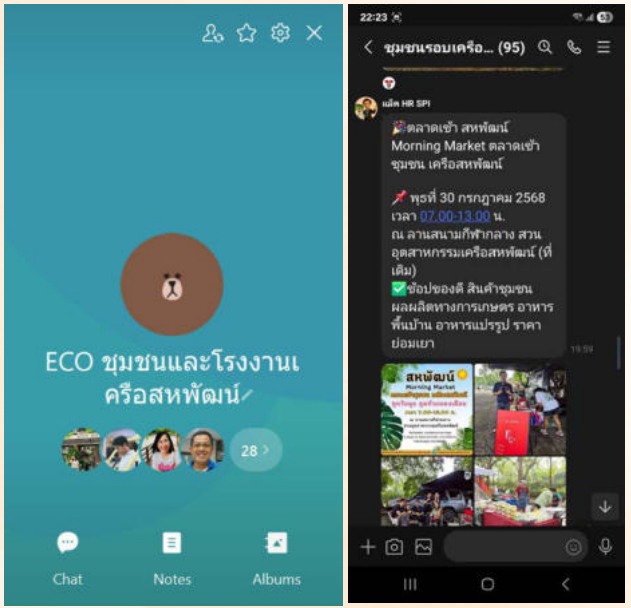 ECO ชุมชนและโรงงานเ
ครือสหพัฒน์
28
Chat
Notes
Albums
22:23
ชุมชนรอบเครือ... (95)
แม็ค HR SPI
🎉ตลาดเช้า สหพัฒน์
Morning Market ตลาดเช้า
ชุมชน เครือสหพัฒน์
📌 พุธที่ 30 กรกฎาคม 2568
เวลา 07.00-13.00 น.
ณ ลานสนามกีฬากลาง สวน
อุตสาหกรรมเครือสหพัฒน์ (ที่
เดิม)
✅ช้อปของดี สินค้าชุมชน
ผลผลิตทางการเกษตร อาหาร
พื้นบ้าน อาหารแปรรูป ราคา
ย่อมเยา
19:59
สหพัฒน์
Morning Market